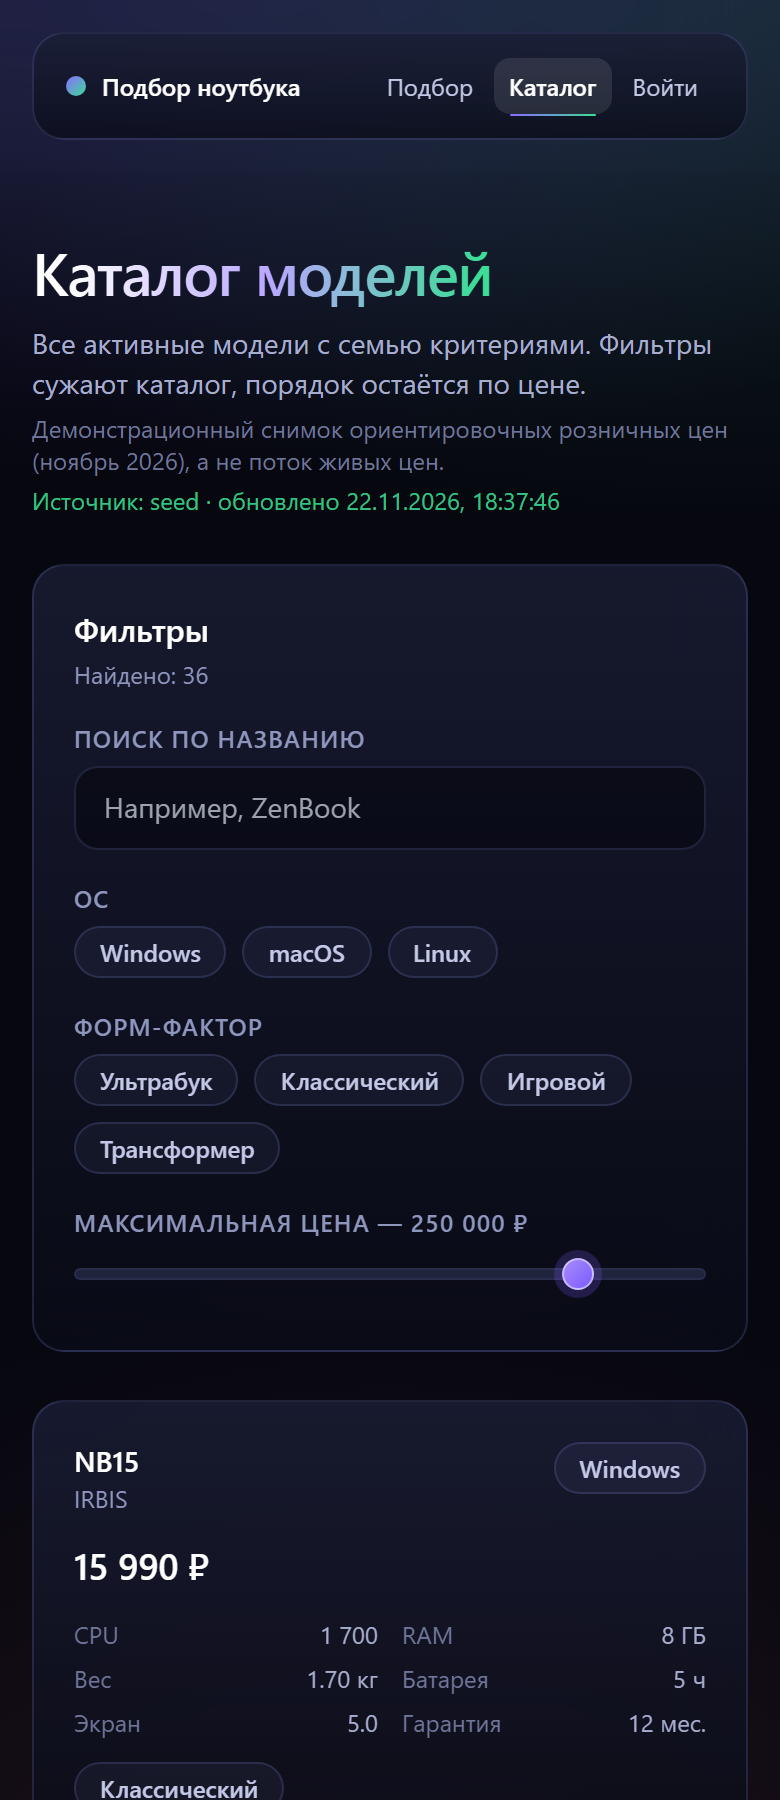 Подбор ноутбука
Подбор
Каталог
Войти
Каталог моделей
Все активные модели с семью критериями. Фильтры
сужают каталог, порядок остаётся по цене.
Демонстрационный снимок ориентировочных розничных цен
(ноябрь 2026), а не поток живых цен.
Источник: seed · обновлено 22.11.2026, 18:37:46
Фильтры
Найдено: 36
ПОИСК ПО НАЗВАНИЮ
Например, ZenBook
ОС
Windows macOS Linux
ФОРМ-ФАКТОР
Ультрабук Классический Игровой
Трансформер
МАКСИМАЛЬНАЯ ЦЕНА — 250 000 ₽
NB15
Windows
IRBIS
15 990 ₽
CPU 1 700 RAM 8 ГБ
Вес 1.70 кг Батарея 5 ч
Экран 5.0 Гарантия 12 мес.
Классический